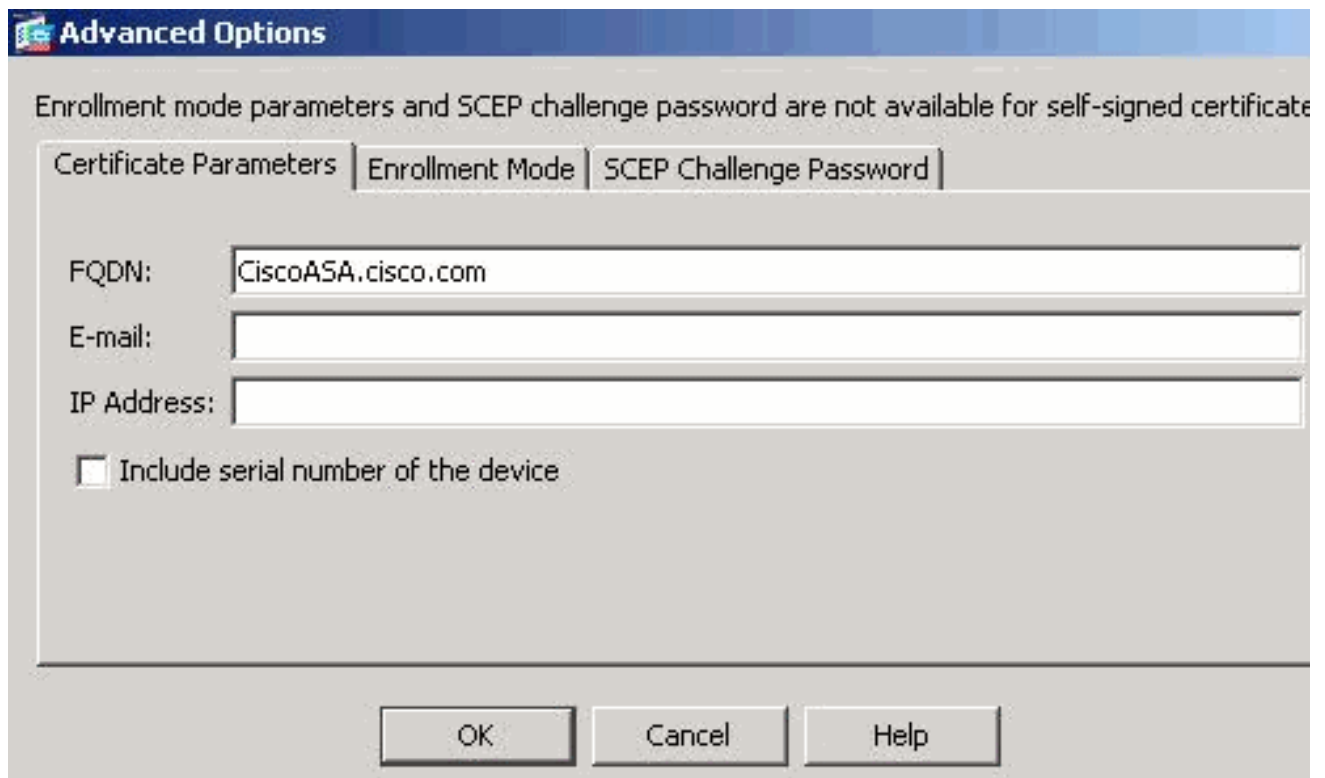 Advanced Options
Enrollment mode parameters and SCEP challenge password are not available for self-signed certificate
Certificate Parameters
Enrollment Mode
SCEP Challenge Password
FQDN:
CiscoASA.cisco.com
E-mail:
IP Address:
Include serial number of the device
OK
Cancel
Help